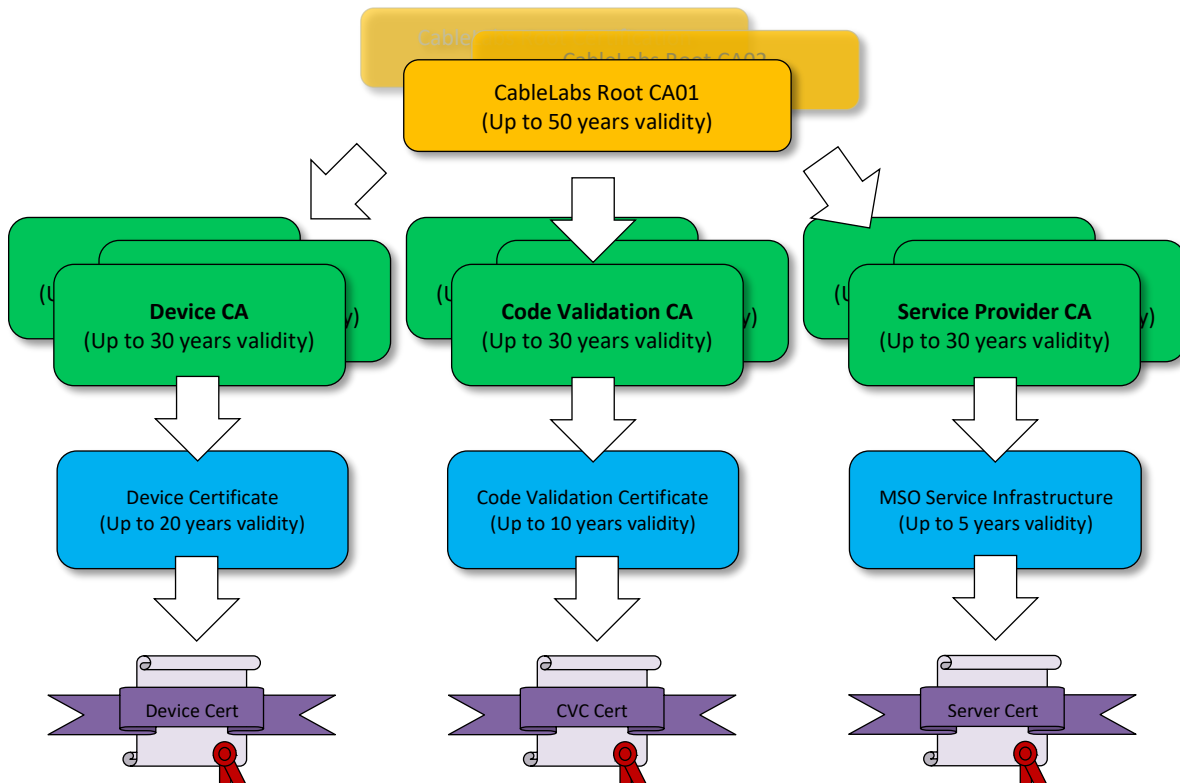 CableLabs Root CA02
CableLabs Root CA01
(Up to 50 years validity)
Device CA
(Up to 30 years validity)
Code Validation CA
(Up to 30 years validity)
Service Provider CA
(Up to 30 years validity)
Device Certificate
(Up to 20 years validity)
Code Validation Certificate
(Up to 10 years validity)
MSO Service Infrastructure
(Up to 5 years validity)
Device Cert
CVC Cert
Server Cert